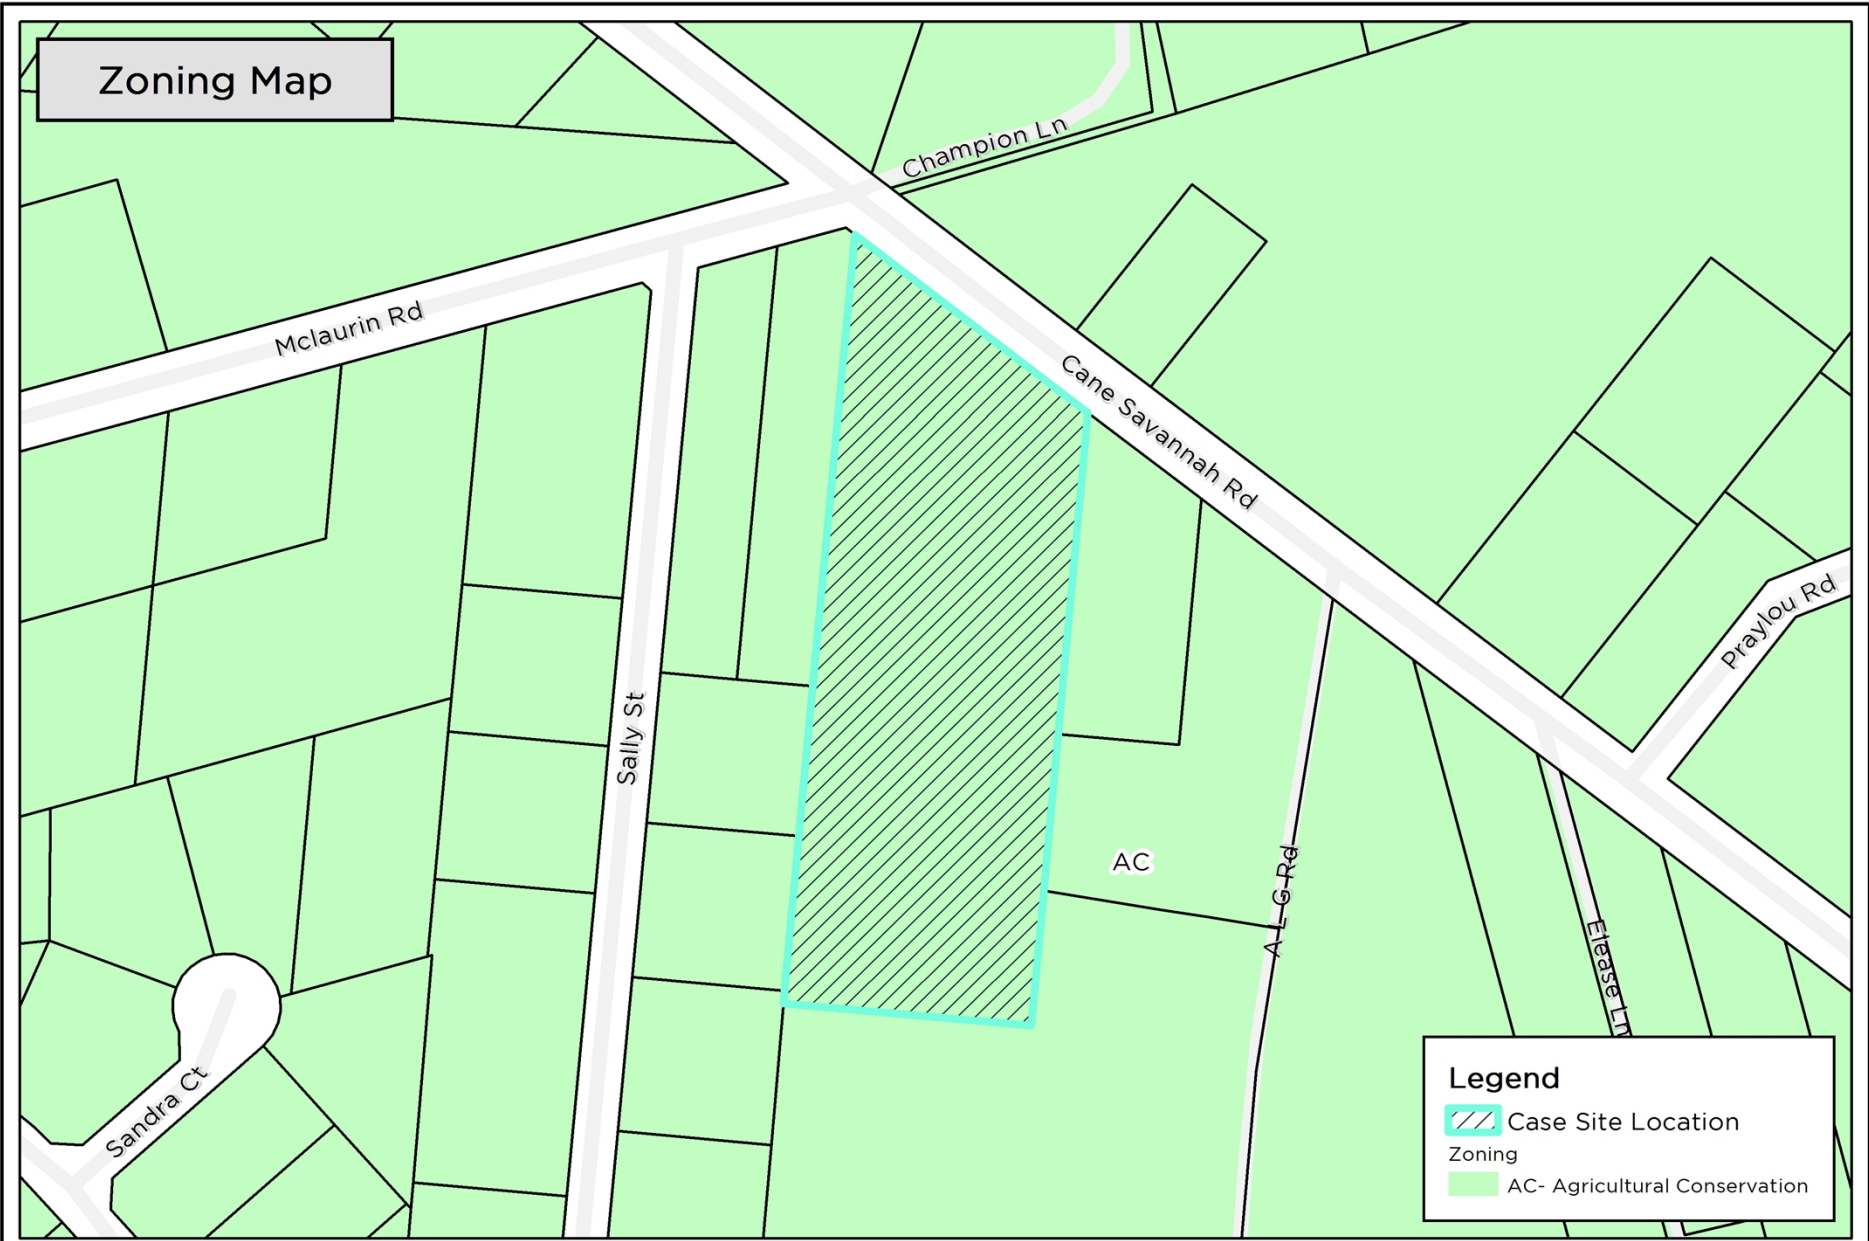 Zoning Map
Champion Ln
Mclaurin Rd
Cane Savannah Rd
Praylou Rd
Sally St
AC
A L G Rd
Elease Ln
Sandra Ct
Legend
Case Site Location
Zoning
AC- Agricultural Conservation